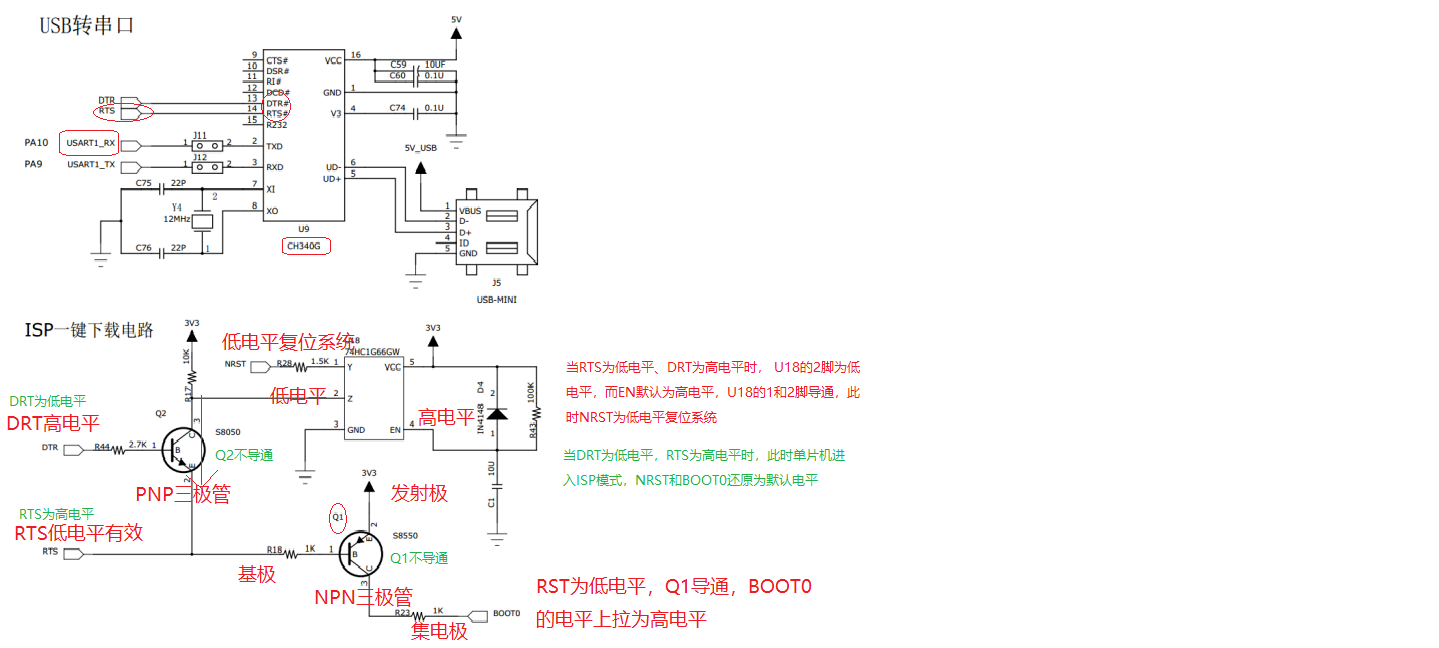 USB转串口
5V
9 CTS#
10 DSR#
11 RI#
12 DCD#
DTR 13 DTR#
RTS 14 RTS#
15 R232
VCC 16
C59 10UF
C60 0.1U
GND 1
V3 4 C74 0.1U
PA10 USART1_RX 1 J11 2 2 TXD
PA9 USART1_TX 1 J12 2 3 RXD
UD- 6
UD+ 5
5V_USB
C75 22P 7 XI
Y4 2
12MHz
8 XO
C76 22P 1
U9
CH340G
1 VBUS
2 D-
3 D+
4 ID
5 GND
J5
USB-MINI
ISP一键下载电路
3V3
10K
R17
低电平复位系统
NRST R28 1.5K 1 Y
74HC1G66GW
VCC 5
3V3
低电平
2 Z
3 GND
高电平
EN 4
D4
2
IN4148
1
100K
R43
10U
C1
DRT为低电平
DRT高电平
Q2
3
C
S8050
DTR R44 2.7K 1 B
Q2不导通
E
2
PNP三极管
RTS为高电平
RTS低电平有效
RTS R18 1K 1 B
基极
3V3
发射极
Q1
2
E
S8550
Q1不导通
C
3
NPN三极管
R23 1K BOOT0
集电极
当RTS为低电平、DRT为高电平时， U18的2脚为低
电平，而EN默认为高电平，U18的1和2脚导通，此
时NRST为低电平复位系统
当DRT为低电平，RTS为高电平时，此时单片机进
入ISP模式，NRST和BOOT0还原为默认电平
RST为低电平，Q1导通，BOOT0
的电平上拉为高电平